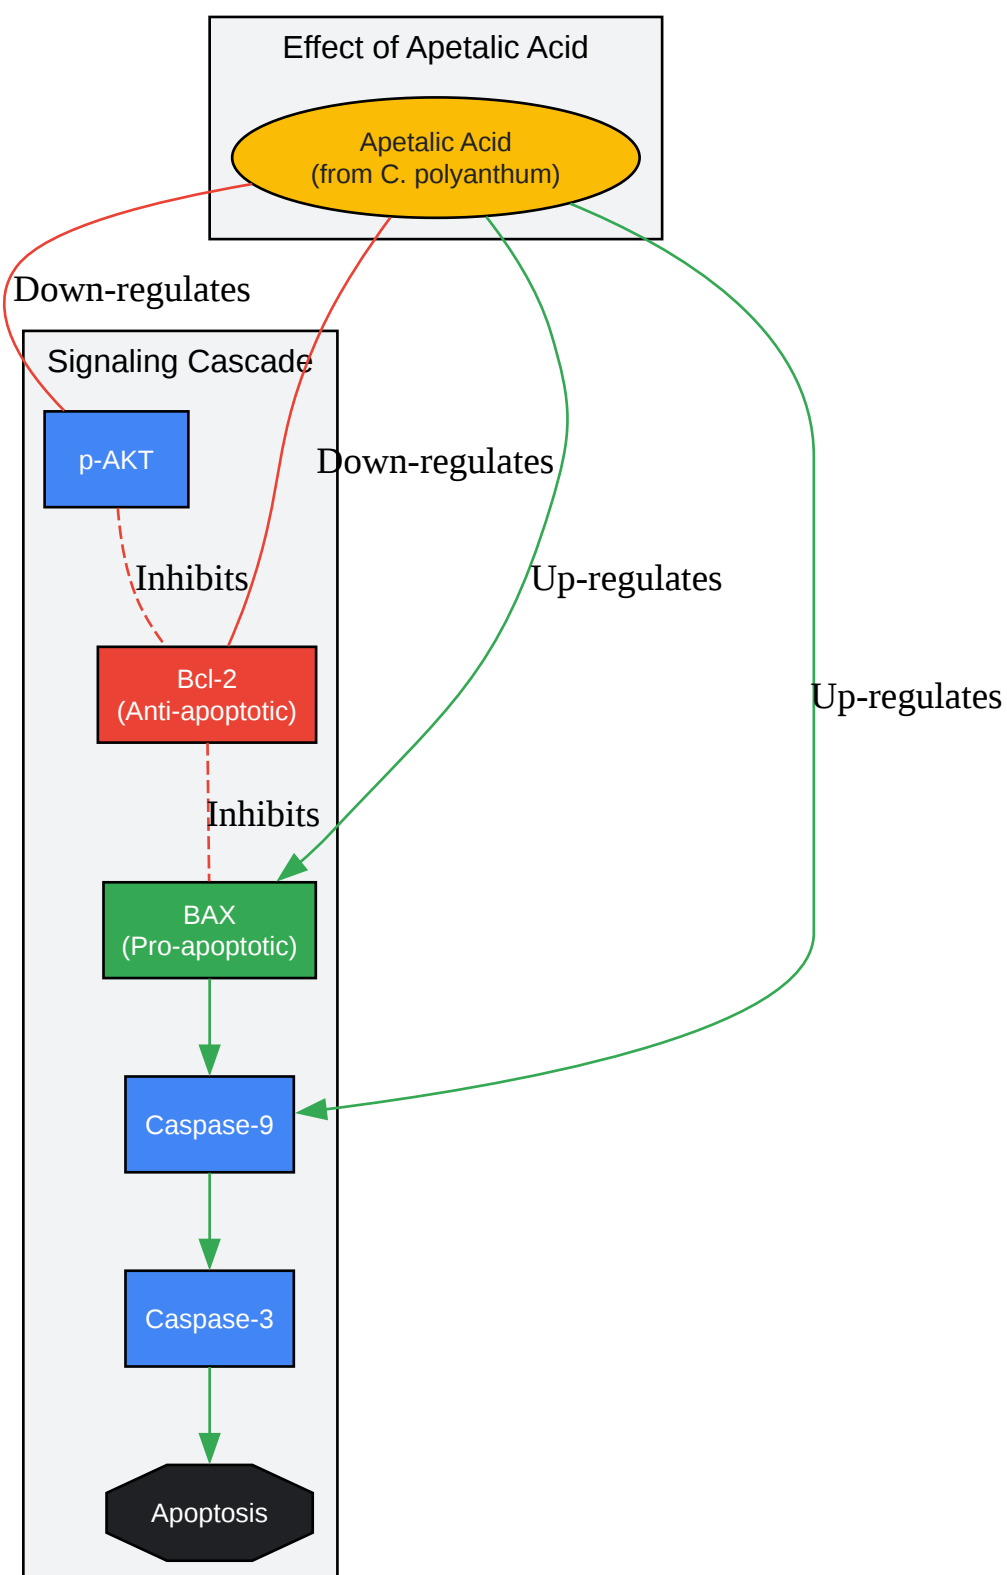 Effect of Apetalic Acid
Apetalic Acid
(from C. polyanthum)
Down-regulates
Signaling Cascade
p-AKT
Down-regulates
Inhibits
Up-regulates
Bcl-2
(Anti-apoptotic)
Up-regulates
Inhibits
BAX
(Pro-apoptotic)
Caspase-9
Caspase-3
Apoptosis